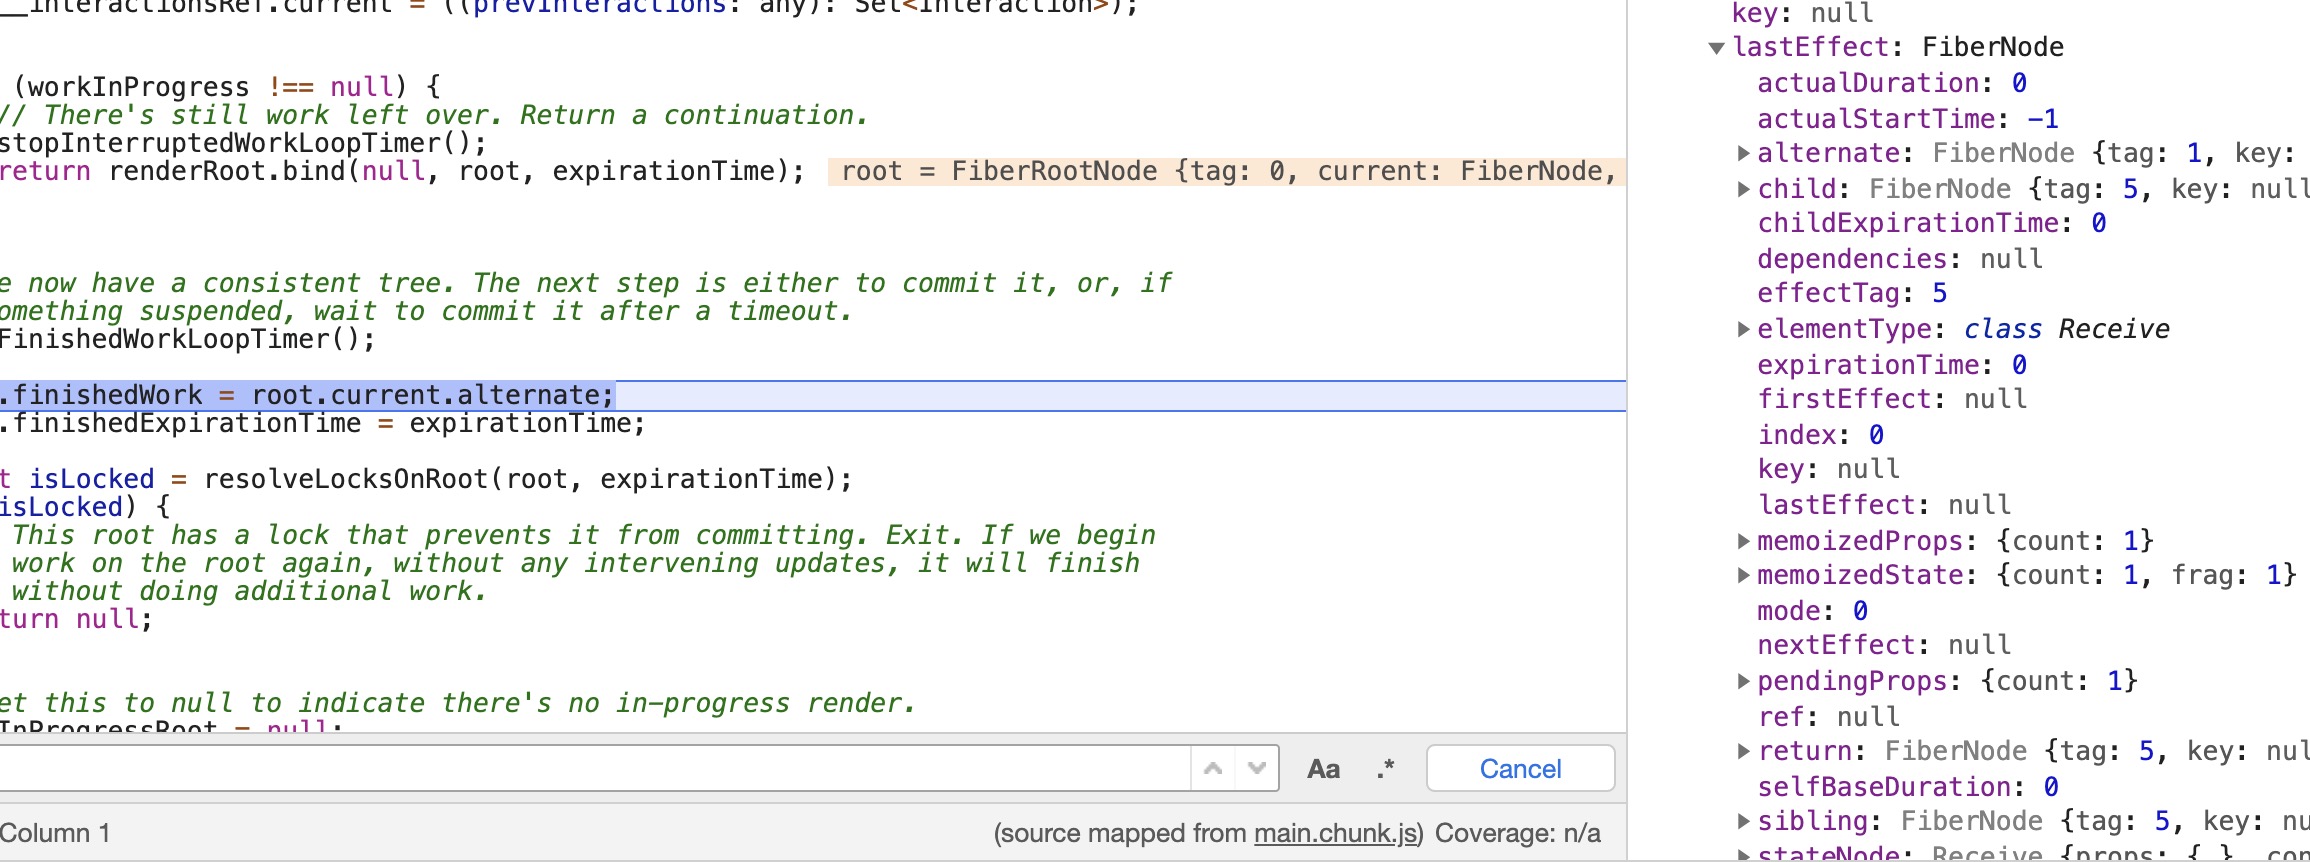 __interactionsRef.current = ((prevInteractions: any): Set<Interaction>);
(workInProgress !== null) {
// There's still work left over. Return a continuation.
stopInterruptedWorkLoopTimer();
return renderRoot.bind(null, root, expirationTime); root = FiberRootNode {tag: 0, current: FiberNode,
e now have a consistent tree. The next step is either to commit it, or, if
omething suspended, wait to commit it after a timeout.
FinishedWorkLoopTimer();
.finishedWork = root.current.alternate;
.finishedExpirationTime = expirationTime;
t isLocked = resolveLocksOnRoot(root, expirationTime);
isLocked) {
This root has a lock that prevents it from committing. Exit. If we begin
work on the root again, without any intervening updates, it will finish
without doing additional work.
turn null;
et this to null to indicate there's no in-progress render.
InProgressRoot = null;
Aa .* Cancel
Column 1 (source mapped from main.chunk.js) Coverage: n/a
key: null
lastEffect: FiberNode
actualDuration: 0
actualStartTime: -1
alternate: FiberNode {tag: 1, key:
child: FiberNode {tag: 5, key: null
childExpirationTime: 0
dependencies: null
effectTag: 5
elementType: class Receive
expirationTime: 0
firstEffect: null
index: 0
key: null
lastEffect: null
memoizedProps: {count: 1}
memoizedState: {count: 1, frag: 1}
mode: 0
nextEffect: null
pendingProps: {count: 1}
ref: null
return: FiberNode {tag: 5, key: nul
selfBaseDuration: 0
sibling: FiberNode {tag: 5, key: nu
stateNode: Receive {props: {…}, con